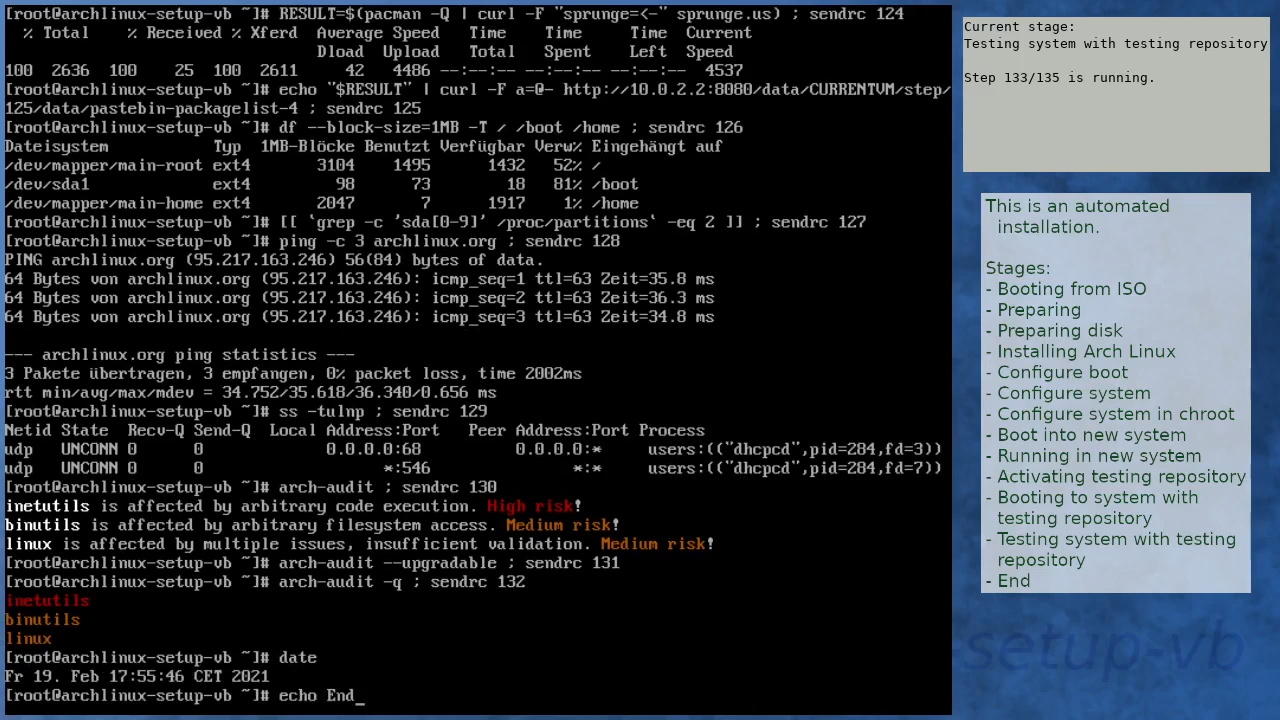 [root@archlinux-setup-vb ~]# RESULT=$(pacman -Q | curl -F "sprunge=<-" sprunge.us) ; sendrc 124
% Total % Received % Xferd Average Speed Time Time Time Current
Dload Upload Total Spent Left Speed
100 2636 100 25 100 2611 42 4486 --:--:-- --:--:-- --:--:-- 4537
[root@archlinux-setup-vb ~]# echo "$RESULT" | curl -F a=@- http://10.0.2.2:8080/data/CURRENTVM/step/
125/data/pastebin-packagelist-4 ; sendrc 125
[root@archlinux-setup-vb ~]# df --block-size=1MB -T / /boot /home ; sendrc 126
Dateisystem Typ 1MB-Blöcke Benutzt Verfügbar Verw% Eingehängt auf
/dev/mapper/main-root ext4 3104 1495 1432 52% /
/dev/sda1 ext4 98 73 18 81% /boot
/dev/mapper/main-home ext4 2047 7 1917 1% /home
[root@archlinux-setup-vb ~]# [[ `grep -c 'sda[0-9]' /proc/partitions` -eq 2 ]] ; sendrc 127
[root@archlinux-setup-vb ~]# ping -c 3 archlinux.org ; sendrc 128
PING archlinux.org (95.217.163.246) 56(84) bytes of data.
64 Bytes von archlinux.org (95.217.163.246): icmp_seq=1 ttl=63 Zeit=35.8 ms
64 Bytes von archlinux.org (95.217.163.246): icmp_seq=2 ttl=63 Zeit=36.3 ms
64 Bytes von archlinux.org (95.217.163.246): icmp_seq=3 ttl=63 Zeit=34.8 ms
--- archlinux.org ping statistics ---
3 Pakete übertragen, 3 empfangen, 0% packet loss, time 2002ms
rtt min/avg/max/mdev = 34.752/35.618/36.340/0.656 ms
[root@archlinux-setup-vb ~]# ss -tulnp ; sendrc 129
Netid State Recv-Q Send-Q Local Address:Port Peer Address:Port Process
udp UNCONN 0 0 0.0.0.0:68 0.0.0.0:* users:(("dhcpcd",pid=284,fd=3))
udp UNCONN 0 0 *:546 *:* users:(("dhcpcd",pid=284,fd=7))
[root@archlinux-setup-vb ~]# arch-audit ; sendrc 130
inetutils is affected by arbitrary code execution. High risk!
binutils is affected by arbitrary filesystem access. Medium risk!
linux is affected by multiple issues, insufficient validation. Medium risk!
[root@archlinux-setup-vb ~]# arch-audit --upgradable ; sendrc 131
[root@archlinux-setup-vb ~]# arch-audit -q ; sendrc 132
inetutils
binutils
linux
[root@archlinux-setup-vb ~]# date
Fr 19. Feb 17:55:46 CET 2021
[root@archlinux-setup-vb ~]# echo End_
Current stage:
Testing system with testing repository
Step 133/135 is running.
This is an automated
installation.
Stages:
- Booting from ISO
- Preparing
- Preparing disk
- Installing Arch Linux
- Configure boot
- Configure system
- Configure system in chroot
- Boot into new system
- Running in new system
- Activating testing repository
- Booting to system with
testing repository
- Testing system with testing
repository
- End
-setup-vb